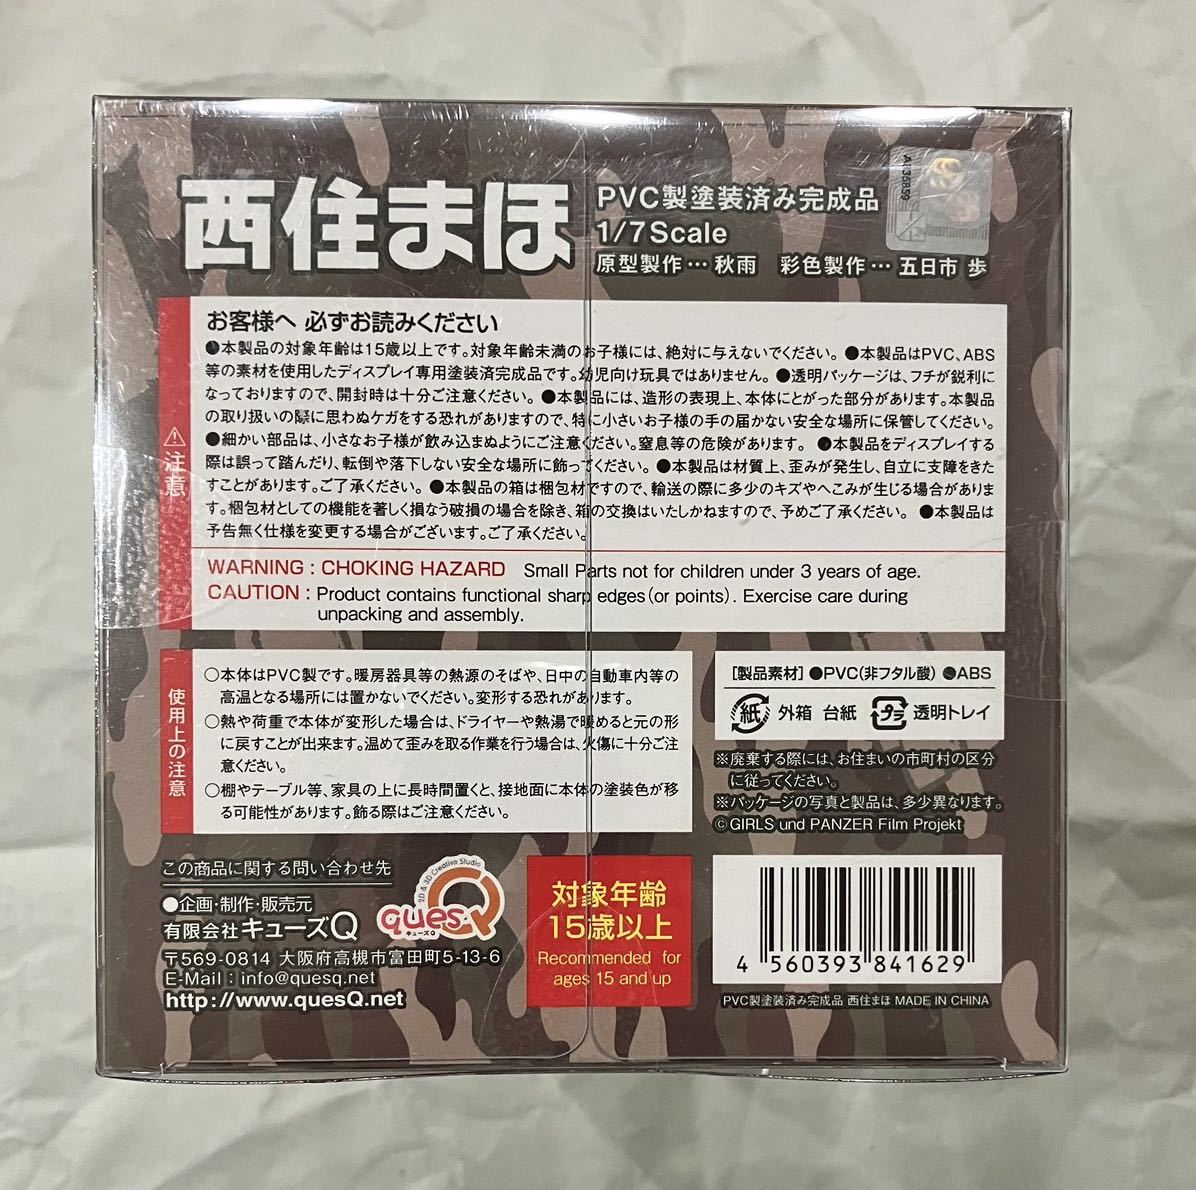 西住まほ
PVC製塗装済み完成品
1/7 Scale
原型製作…秋雨　彩色製作…五日市 歩
A035859
⚠注意
お客様へ 必ずお読みください
●本製品の対象年齢は15歳以上です。対象年齢未満のお子様には、絶対に与えないでください。 ●本製品はPVC、ABS
等の素材を使用したディスプレイ専用塗装済完成品です。幼児向け玩具ではありません。 ●透明パッケージは、フチが鋭利に
なっておりますので、開封時は十分ご注意ください。 ●本製品には、造形の表現上、本体にとがった部分があります。本製品
の取り扱いの際に思わぬケガをする恐れがありますので、特に小さいお子様の手の届かない安全な場所に保管してください。
●細かい部品は、小さなお子様が飲み込まぬようにご注意ください。窒息等の危険があります。 ●本製品をディスプレイする
際は誤って踏んだり、転倒や落下しない安全な場所に飾ってください。 ●本製品は材質上、歪みが発生し、自立に支障をきた
すことがあります。ご了承ください。 ●本製品の箱は梱包材ですので、輸送の際に多少のキズやへこみが生じる場合がありま
す。梱包材としての機能を著しく損なう破損の場合を除き、箱の交換はいたしかねますので、予めご了承ください。 ●本製品は
予告無く仕様を変更する場合がございます。ご了承ください。
WARNING : CHOKING HAZARD Small Parts not for children under 3 years of age.
CAUTION : Product contains functional sharp edges (or points). Exercise care during
unpacking and assembly.
使用上の注意
○本体はPVC製です。暖房器具等の熱源のそばや、日中の自動車内等の
高温となる場所には置かないでください。変形する恐れがあります。
○熱や荷重で本体が変形した場合は、ドライヤーや熱湯で暖めると元の形
に戻すことが出来ます。温めて歪みを取る作業を行う場合は、火傷に十分ご注
意ください。
○棚やテーブル等、家具の上に長時間置くと、接地面に本体の塗装色が移
る可能性があります。飾る際はご注意ください。
[製品素材] ●PVC(非フタル酸) ●ABS
紙 外箱 台紙 プラ 透明トレイ
※廃棄する際には、お住まいの市町村の区分
に従ってください。
※パッケージの写真と製品は、多少異なります。
©GIRLS und PANZER Film Projekt
この商品に関する問い合わせ先
●企画・制作・販売元
有限会社キューズQ
〒569-0814 大阪府高槻市富田町5-13-6
E-Mail : info@quesq.net
http://www.quesQ.net
2D & 3D Creative Studio
quesQ
キューズQ
対象年齢
15歳以上
Recommended for
ages 15 and up
4 560393 841629
PVC製塗装済み完成品 西住まほ MADE IN CHINA